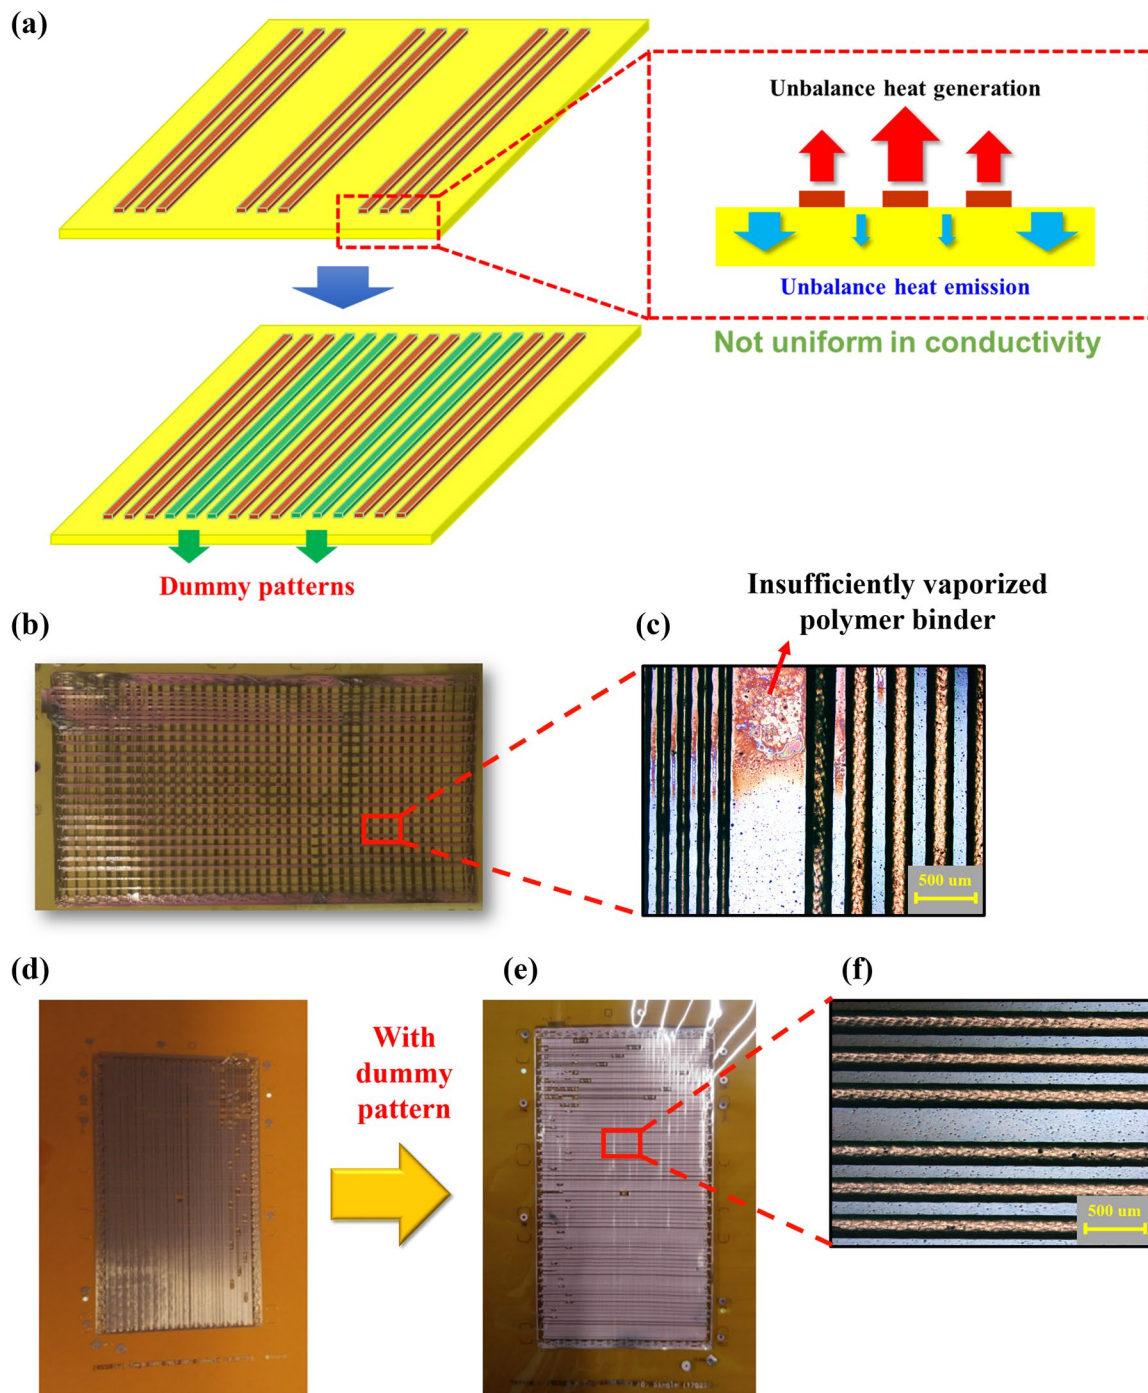 (a)
Unbalance heat generation
Unbalance heat emission
Not uniform in conductivity
Dummy patterns
Insufficiently vaporized
polymer binder
(b)
(c)
500 um
(d)
(e)
(f)
With
dummy
pattern
500 um